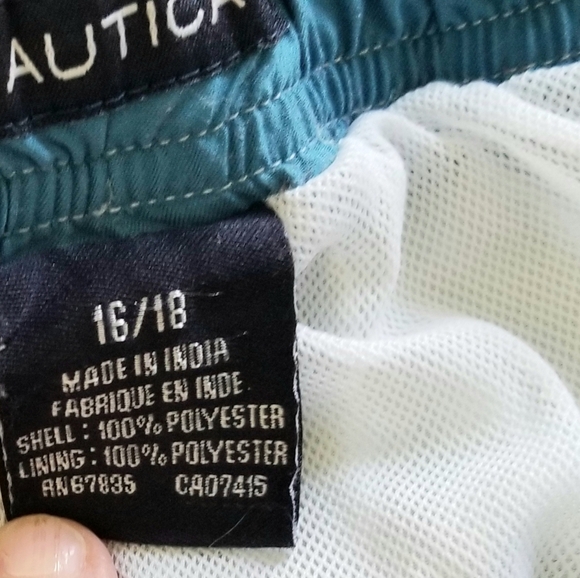 AUTICA
16/18
MADE IN INDIA
FABRIQUE EN INDE
SHELL : 100% POLYESTER
LINING : 100% POLYESTER
RN67835 CA07415